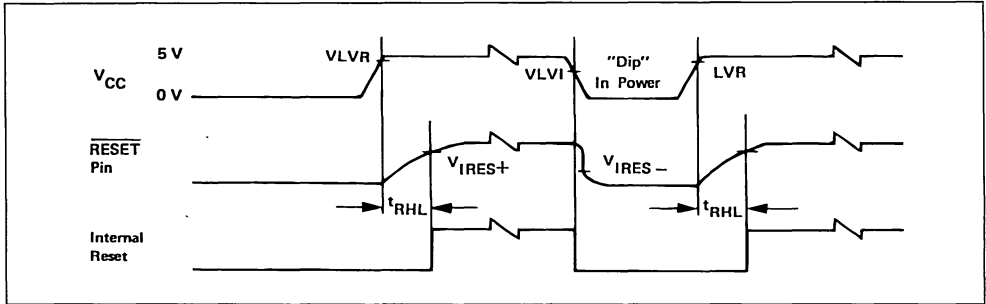 5 V
VCC
0 V
VLVR
VLVI
"Dip"
In Power
LVR
RESET
Pin
VIRES+
VIRES−
tRHL
tRHL
Internal
Reset